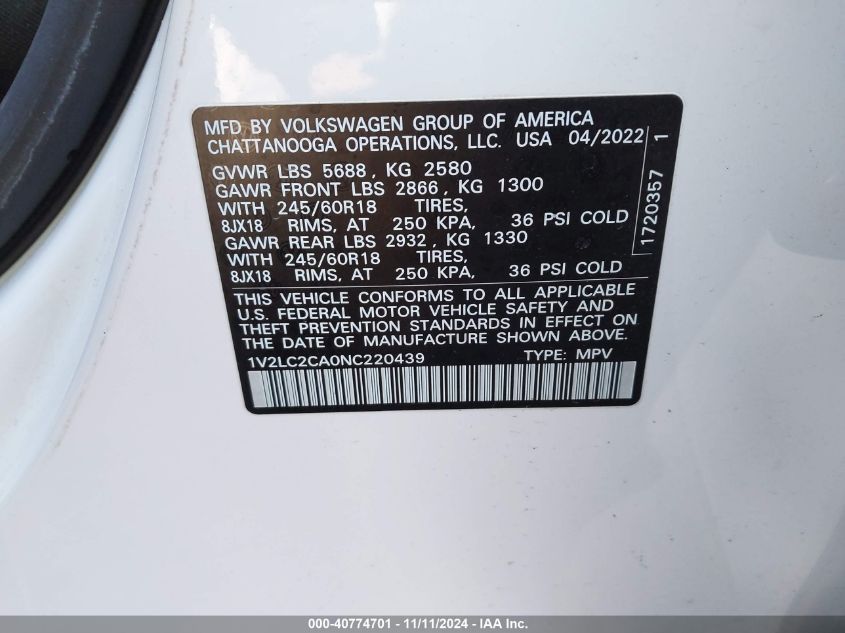 MFD BY VOLKSWAGEN GROUP OF AMERICA
CHATTANOOGA OPERATIONS, LLC. USA 04/2022
GVWR LBS 5688, KG 2580
GAWR FRONT LBS 2866, KG 1300
WITH 245/60R18 TIRES,
8JX18 RIMS, AT 250 KPA, 36 PSI COLD
GAWR REAR LBS 2932, KG 1330
WITH 245/60R18 TIRES,
8JX18 RIMS, AT 250 KPA, 36 PSI COLD
1720357 1
THIS VEHICLE CONFORMS TO ALL APPLICABLE
U.S. FEDERAL MOTOR VEHICLE SAFETY AND
THEFT PREVENTION STANDARDS IN EFFECT ON
THE DATE OF MANUFACTURE SHOWN ABOVE.
1V2LC2CA0NC220439 TYPE: MPV
000-40774701 - 11/11/2024 - IAA Inc.